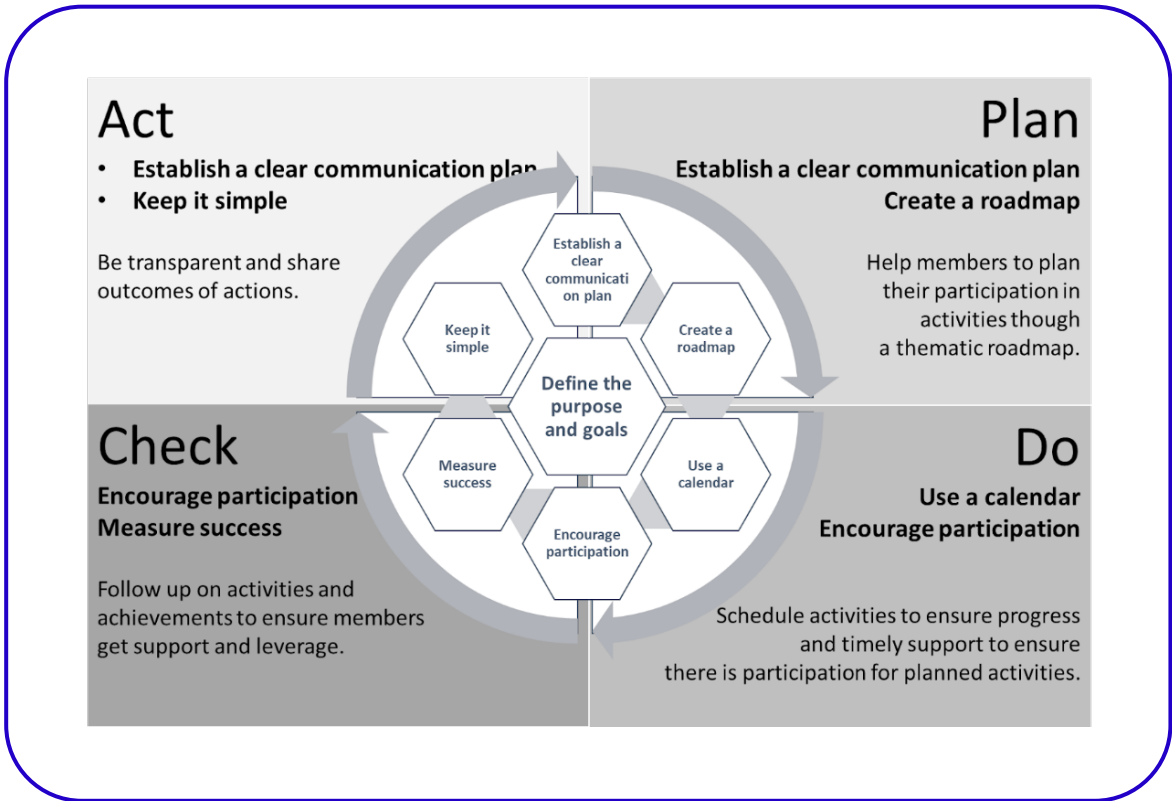 Act
• Establish a clear communication plan
• Keep it simple
Be transparent and share
outcomes of actions.
Plan
Establish a clear communication plan
Create a roadmap
Help members to plan
their participation in
activities though
a thematic roadmap.
Establish a
clear
communicati
on plan
Keep it
simple
Create a
roadmap
Define the
purpose
and goals
Measure
success
Use a
calendar
Encourage
participation
Check
Encourage participation
Measure success
Follow up on activities and
achievements to ensure members
get support and leverage.
Do
Use a calendar
Encourage participation
Schedule activities to ensure progress
and timely support to ensure
there is participation for planned activities.